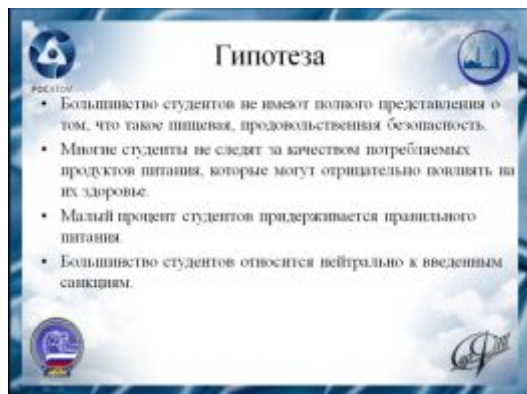 Гипотеза
РОСАТОМ
• Большинство студентов не имеют полного представления о
том, что такое пищевая, продовольственная безопасность.
• Многие студенты не следят за качеством потребляемых
продуктов питания, которые могут отрицательно повлиять на
их здоровье.
• Малый процент студентов придерживается правильного
питания.
• Большинство студентов относится нейтрально к введенным
санкциям.